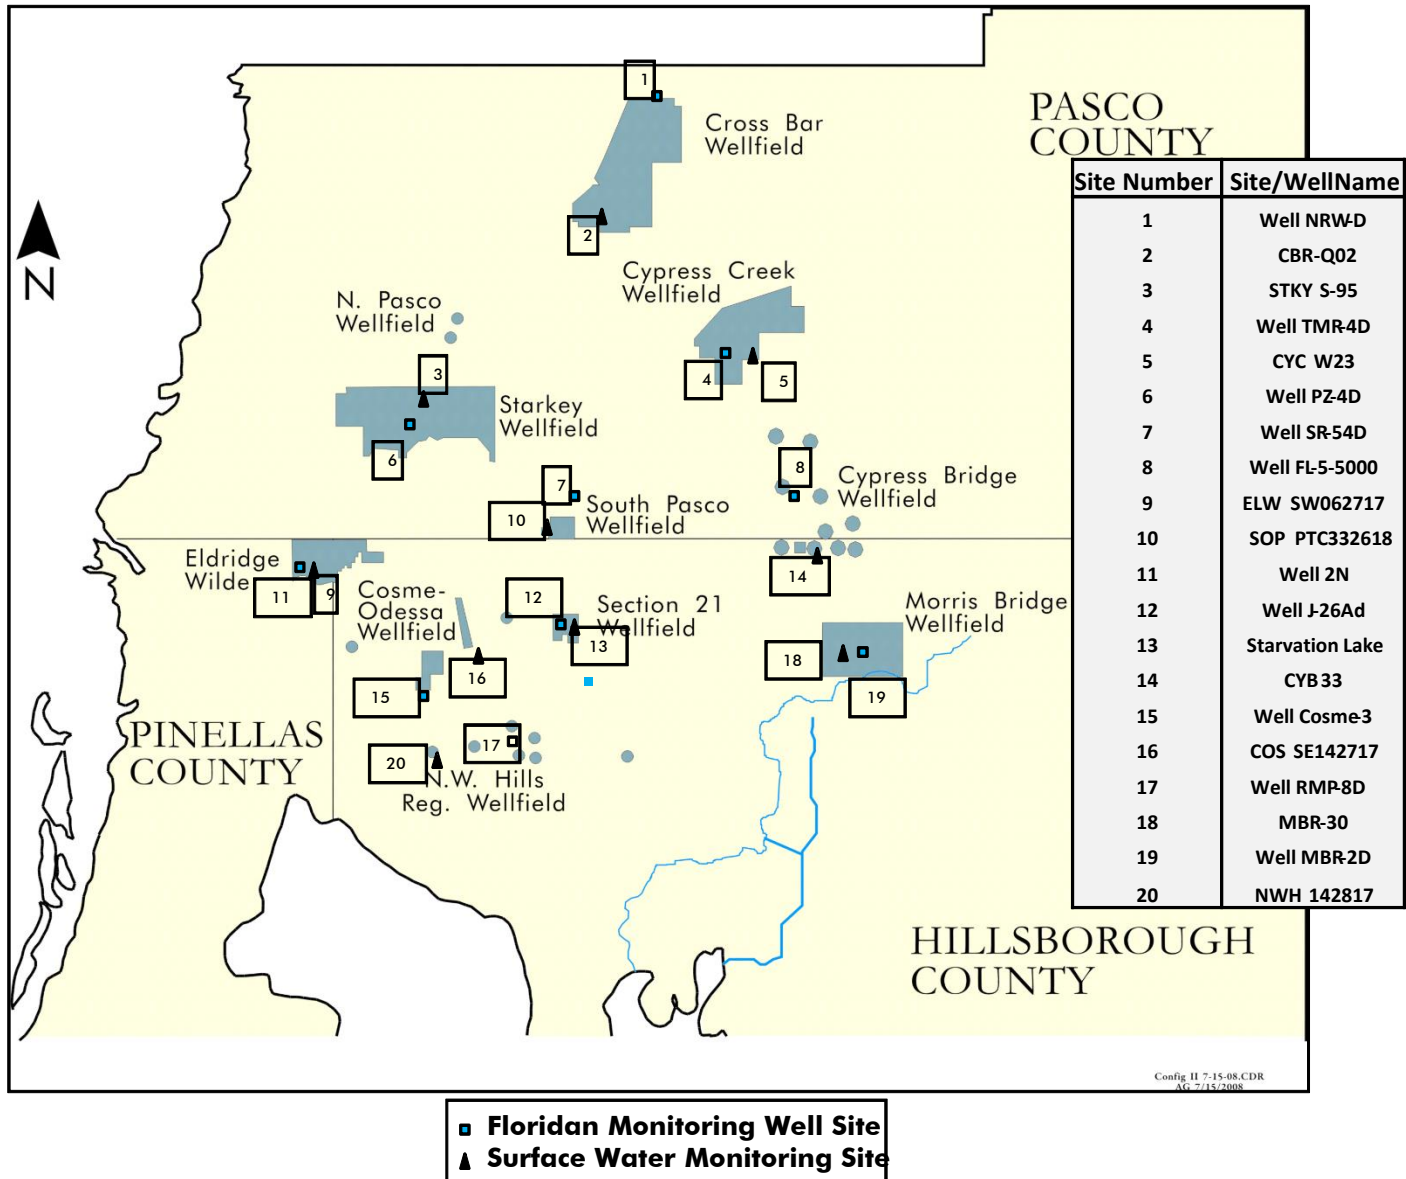 1
PASCO
COUNTY
Cross Bar
Wellfield
2
N
Cypress Creek
Wellfield
N. Pasco
Wellfield
3
4
5
Starkey
Wellfield
6
7
8
Cypress Bridge
Wellfield
South Pasco
Wellfield
10
Eldridge
Wilde
11
9
Cosme-
Odessa
Wellfield
12
Section 21
Wellfield
13
14
Morris Bridge
Wellfield
18
19
15
16
PINELLAS
COUNTY
17
20
N.W. Hills
Reg. Wellfield
HILLSBOROUGH
COUNTY
Site Number Site/WellName
1 Well NRW-D
2 CBR-Q02
3 STKY S-95
4 Well TMR-4D
5 CYC W23
6 Well PZ-4D
7 Well SR-54D
8 Well FL-5-5000
9 ELW SW062717
10 SOP PTC332618
11 Well 2N
12 Well J-26Ad
13 Starvation Lake
14 CYB 33
15 Well Cosme-3
16 COS SE142717
17 Well RMP-8D
18 MBR-30
19 Well MBR-2D
20 NWH 142817
Config II 7-15-08.CDR
AG 7/15/2008
Floridan Monitoring Well Site
Surface Water Monitoring Site